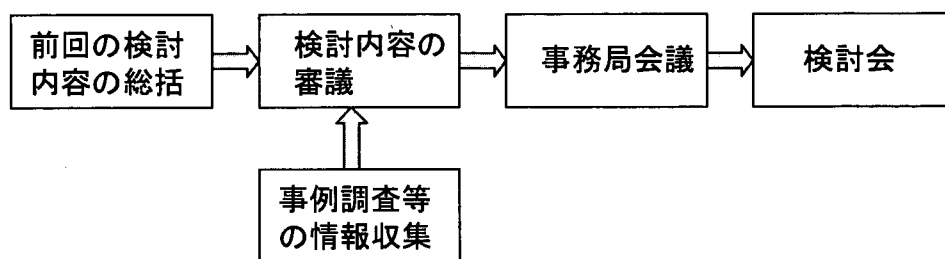 前回の検討
内容の総括
検討内容の
審議
事務局会議
検討会
事例調査等
の情報収集